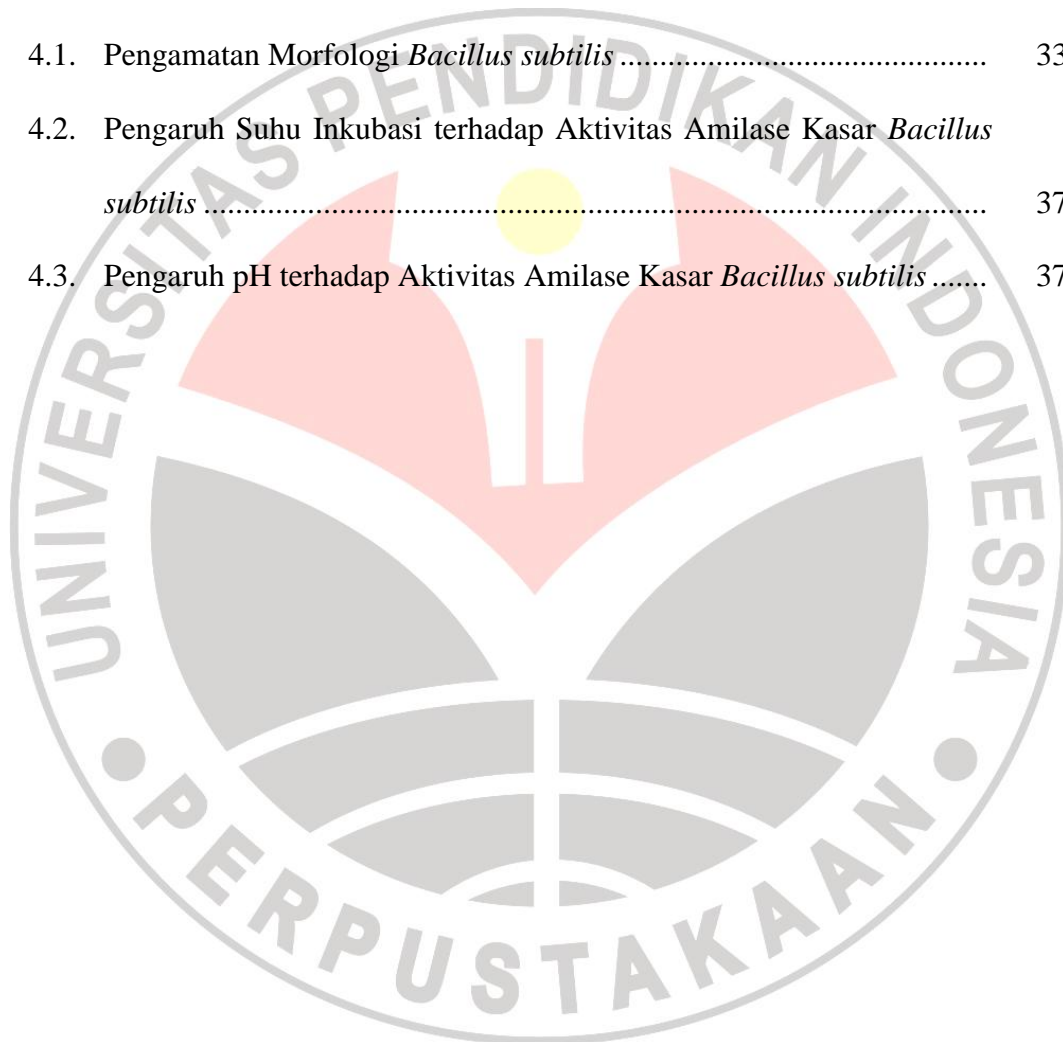 4.1. Pengamatan Morfologi Bacillus subtilis ............................................... 33
4.2. Pengaruh Suhu Inkubasi terhadap Aktivitas Amilase Kasar Bacillus
subtilis .................................................................................................... 37
4.3. Pengaruh pH terhadap Aktivitas Amilase Kasar Bacillus subtilis ....... 37
UNIVERSITAS PENDIDIKAN INDONESIA
PERPUSTAKAAN